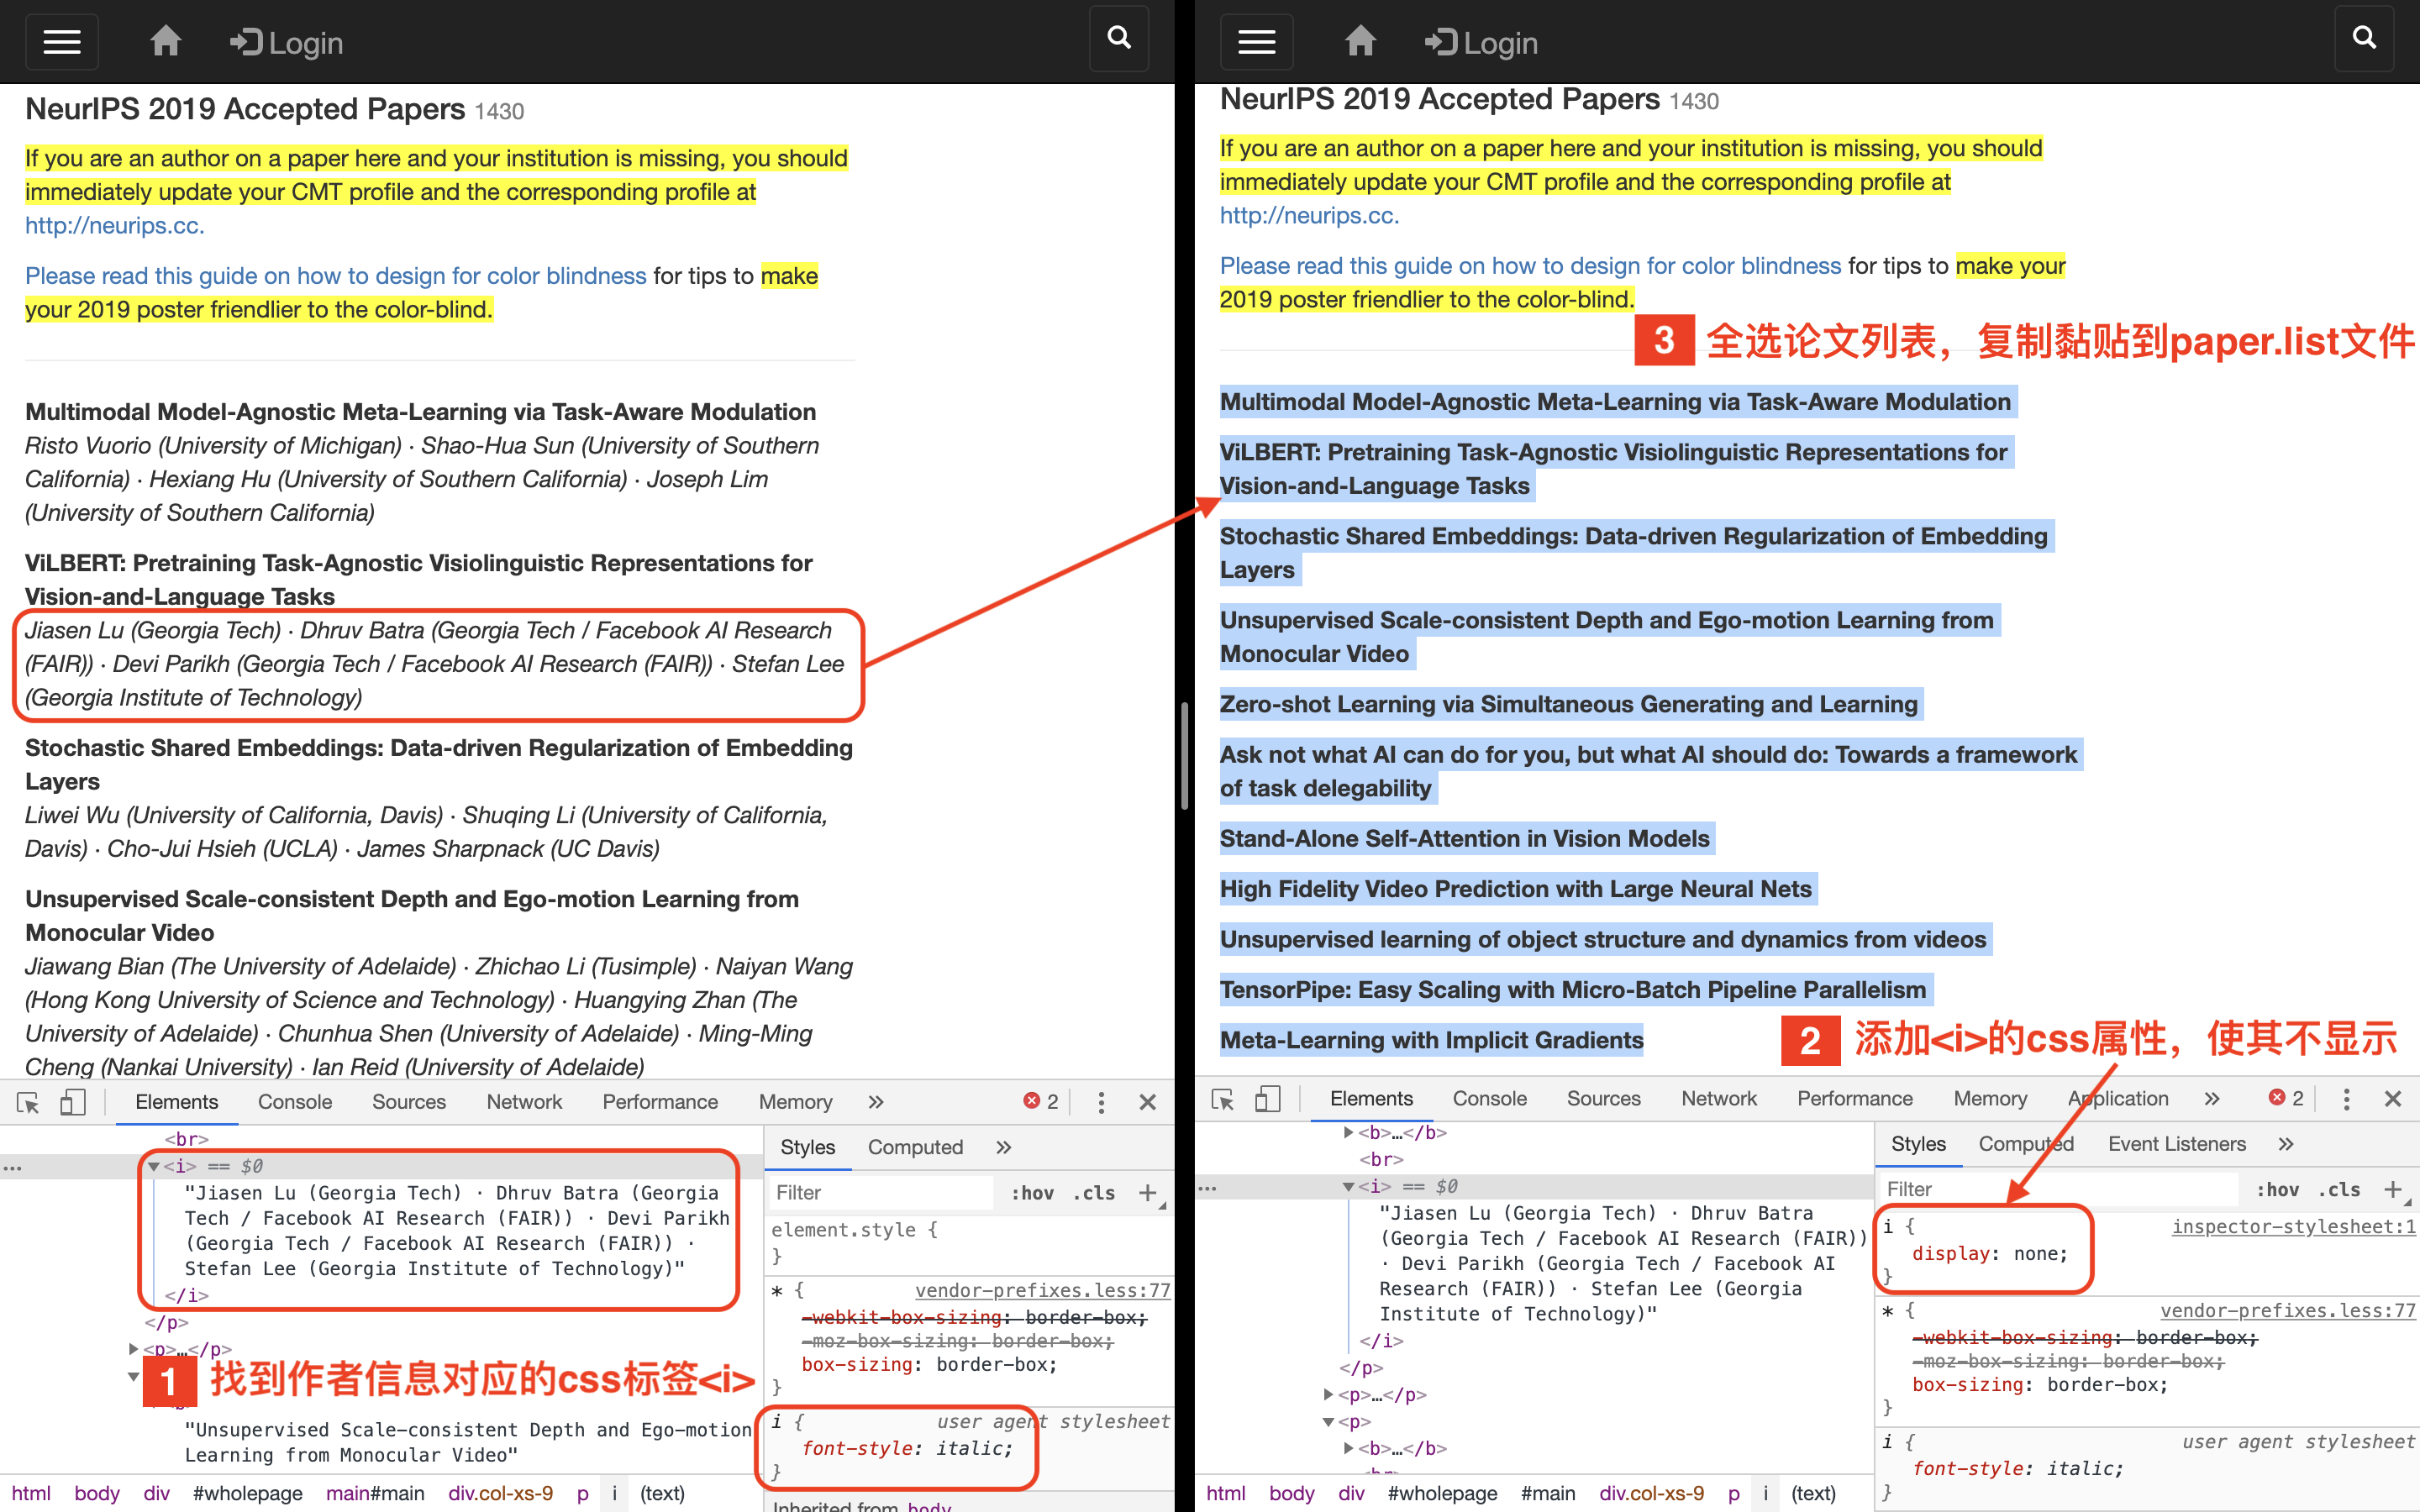 Login
NeurIPS 2019 Accepted Papers 1430
If you are an author on a paper here and your institution is missing, you should
immediately update your CMT profile and the corresponding profile at
http://neurips.cc.
Please read this guide on how to design for color blindness for tips to make
your 2019 poster friendlier to the color-blind.
Multimodal Model-Agnostic Meta-Learning via Task-Aware Modulation
Risto Vuorio (University of Michigan) · Shao-Hua Sun (University of Southern
California) · Hexiang Hu (University of Southern California) · Joseph Lim
(University of Southern California)
ViLBERT: Pretraining Task-Agnostic Visiolinguistic Representations for
Vision-and-Language Tasks
Jiasen Lu (Georgia Tech) · Dhruv Batra (Georgia Tech / Facebook AI Research
(FAIR)) · Devi Parikh (Georgia Tech / Facebook AI Research (FAIR)) · Stefan Lee
(Georgia Institute of Technology)
Stochastic Shared Embeddings: Data-driven Regularization of Embedding
Layers
Liwei Wu (University of California, Davis) · Shuqing Li (University of California,
Davis) · Cho-Jui Hsieh (UCLA) · James Sharpnack (UC Davis)
Unsupervised Scale-consistent Depth and Ego-motion Learning from
Monocular Video
Jiawang Bian (The University of Adelaide) · Zhichao Li (Tusimple) · Naiyan Wang
(Hong Kong University of Science and Technology) · Huangying Zhan (The
University of Adelaide) · Chunhua Shen (University of Adelaide) · Ming-Ming
Cheng (Nankai University) · Ian Reid (University of Adelaide)
Elements Console Sources Network Performance Memory » 2
<br>
… ▼<i> == $0
"Jiasen Lu (Georgia Tech) · Dhruv Batra (Georgia
Tech / Facebook AI Research (FAIR)) · Devi Parikh
(Georgia Tech / Facebook AI Research (FAIR)) ·
Stefan Lee (Georgia Institute of Technology)"
</i>
</p>
▶<p>…</p>
1 找到作者信息对应的css标签<i>
"Unsupervised Scale-consistent Depth and Ego-motion
Learning from Monocular Video"
html body div #wholepage main#main div.col-xs-9 p i (text)
Styles Computed »
Filter :hov .cls +
element.style {
}
* { vendor-prefixes.less:77
-webkit-box-sizing: border-box;
-moz-box-sizing: border-box;
box-sizing: border-box;
}
i { user agent stylesheet
font-style: italic;
}
Inherited from body
Login
NeurIPS 2019 Accepted Papers 1430
If you are an author on a paper here and your institution is missing, you should
immediately update your CMT profile and the corresponding profile at
http://neurips.cc.
Please read this guide on how to design for color blindness for tips to make your
2019 poster friendlier to the color-blind.
3 全选论文列表，复制黏贴到paper.list文件
Multimodal Model-Agnostic Meta-Learning via Task-Aware Modulation
ViLBERT: Pretraining Task-Agnostic Visiolinguistic Representations for
Vision-and-Language Tasks
Stochastic Shared Embeddings: Data-driven Regularization of Embedding
Layers
Unsupervised Scale-consistent Depth and Ego-motion Learning from
Monocular Video
Zero-shot Learning via Simultaneous Generating and Learning
Ask not what AI can do for you, but what AI should do: Towards a framework
of task delegability
Stand-Alone Self-Attention in Vision Models
High Fidelity Video Prediction with Large Neural Nets
Unsupervised learning of object structure and dynamics from videos
TensorPipe: Easy Scaling with Micro-Batch Pipeline Parallelism
Meta-Learning with Implicit Gradients
2 添加<i>的css属性，使其不显示
Elements Console Sources Network Performance Memory Application » 2
▶<b>…</b>
<br>
… ▼<i> == $0
"Jiasen Lu (Georgia Tech) · Dhruv Batra
(Georgia Tech / Facebook AI Research (FAIR))
· Devi Parikh (Georgia Tech / Facebook AI
Research (FAIR)) · Stefan Lee (Georgia
Institute of Technology)"
</i>
</p>
▶<p>…</p>
▼<p>
▶<b>…</b>
<br>
html body div #wholepage #main div.col-xs-9 p i (text)
Styles Computed Event Listeners »
Filter :hov .cls +
i { inspector-stylesheet:1
display: none;
}
* { vendor-prefixes.less:77
-webkit-box-sizing: border-box;
-moz-box-sizing: border-box;
box-sizing: border-box;
}
i { user agent stylesheet
font-style: italic;
}